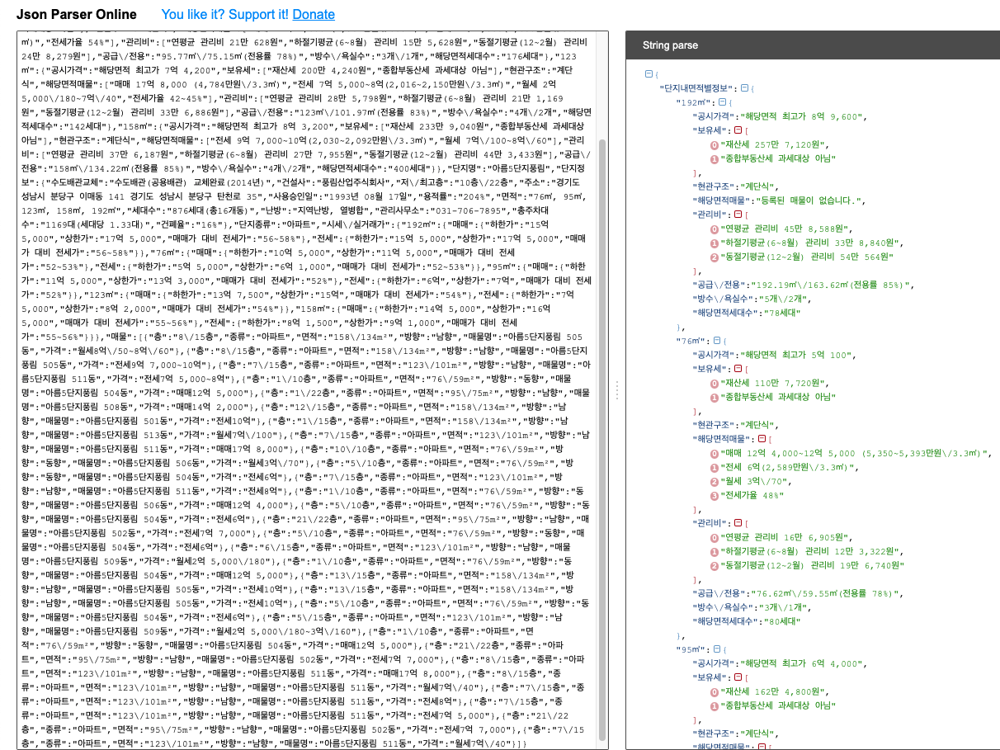 Json Parser Online
You like it? Support it! Donate
㎡)","전세가율 54%"],"관리비":["연평균 관리비 21만 628원","하절기평균(6~8월) 관리비 15만 5,628원","동절기평균(12~2월) 관리비
24만 8,279원"],"공급\/전용":"95.77㎡\/75.15㎡(전용률 78%)","방수\/욕실수":"3개\/1개","해당면적세대수":"176세대"},"123
㎡":{"공시가격":"해당면적 최고가 7억 4,200","보유세":["재산세 200만 4,240원","종합부동산세 과세대상 아님"],"현관구조":"계단
식","해당면적매물":["매매 17억 8,000 (4,784만원\/3.3㎡)","전세 7억 5,000~8억(2,016~2,150만원\/3.3㎡)","월세 2억
5,000\/180~7억\/40","전세가율 42~45%"],"관리비":["연평균 관리비 28만 5,798원","하절기평균(6~8월) 관리비 21만 1,169
원","동절기평균(12~2월) 관리비 33만 6,886원"],"공급\/전용":"123㎡\/101.97㎡(전용률 83%)","방수\/욕실수":"4개\/2개","해당면
적세대수":"142세대"},"158㎡":{"공시가격":"해당면적 최고가 8억 3,200","보유세":["재산세 233만 9,040원","종합부동산세 과세대상
아님"],"현관구조":"계단식","해당면적매물":["전세 9억 7,000~10억(2,030~2,092만원\/3.3㎡)","월세 7억\/100~8억\/60"],"관리
비":["연평균 관리비 37만 6,187원","하절기평균(6~8월) 관리비 27만 7,955원","동절기평균(12~2월) 관리비 44만 3,433원"],"공급\/
전용":"158㎡\/134.22㎡(전용률 85%)","방수\/욕실수":"4개\/2개","해당면적세대수":"400세대"}},"단지명":"아름5단지풍림","단지정
보":{"수도배관교체":"수도배관(공용배관) 교체완료(2014년)","건설사":"풍림산업주식회사","저\/최고층":"10층\/22층","주소":"경기도
성남시 분당구 이매동 141 경기도 성남시 분당구 탄천로 35","사용승인일":"1993년 08월 17일","용적률":"204%","면적":"76㎡, 95㎡,
123㎡, 158㎡, 192㎡","세대수":"876세대(총16개동)","난방":"지역난방, 열병합","관리사무소":"031-706-7895","총주차대
수":"1169대(세대당 1.33대)","건폐율":"16%"},"단지종류":"아파트","시세\/실거래가":{"192㎡":{"매매":{"하한가":"15억
5,000","상한가":"17억 5,000","매매가 대비 전세가":"56~58%"},"전세":{"하한가":"15억 5,000","상한가":"17억 5,000","매매
가 대비 전세가":"56~58%"}},"76㎡":{"매매":{"하한가":"10억 5,000","상한가":"11억 5,000","매매가 대비 전세
가":"52~53%"},"전세":{"하한가":"5억 5,000","상한가":"6억 1,000","매매가 대비 전세가":"52~53%"}},"95㎡":{"매매":{"하한
가":"11억 5,000","상한가":"13억 3,000","매매가 대비 전세가":"52%"},"전세":{"하한가":"6억","상한가":"7억","매매가 대비 전세
가":"52%"}},"123㎡":{"매매":{"하한가":"13억 7,500","상한가":"15억","매매가 대비 전세가":"54%"},"전세":{"하한가":"7억
5,000","상한가":"8억 2,000","매매가 대비 전세가":"54%"}},"158㎡":{"매매":{"하한가":"14억 5,000","상한가":"16억
5,000","매매가 대비 전세가":"55~56%"},"전세":{"하한가":"8억 1,500","상한가":"9억 1,000","매매가 대비 전세
가":"55~56%"}}},"매물":[{"층":"8\/15층","종류":"아파트","면적":"158\/134m²","방향":"남향","매물명":"아름5단지풍림 505
동","가격":"월세8억\/50~8억\/60"},{"층":"8\/15층","종류":"아파트","면적":"158\/134m²","방향":"남향","매물명":"아름5단지
풍림 505동","가격":"전세9억 7,000~10억"},{"층":"7\/15층","종류":"아파트","면적":"123\/101m²","방향":"남향","매물명":"아
름5단지풍림 511동","가격":"전세7억 5,000~8억"},{"층":"1\/10층","종류":"아파트","면적":"76\/59m²","방향":"동향","매물
명":"아름5단지풍림 504동","가격":"매매12억 5,000"},{"층":"1\/22층","종류":"아파트","면적":"95\/75m²","방향":"남향","매물
명":"아름5단지풍림 508동","가격":"매매14억 2,000"},{"층":"12\/15층","종류":"아파트","면적":"158\/134m²","방향":"남
향","매물명":"아름5단지풍림 501동","가격":"전세10억"},{"층":"1\/15층","종류":"아파트","면적":"158\/134m²","방향":"남
향","매물명":"아름5단지풍림 513동","가격":"월세7억\/100"},{"층":"7\/15층","종류":"아파트","면적":"123\/101m²","방향":"남
향","매물명":"아름5단지풍림 511동","가격":"매매17억 8,000"},{"층":"10\/10층","종류":"아파트","면적":"76\/59m²","방
향":"동향","매물명":"아름5단지풍림 506동","가격":"월세3억\/70"},{"층":"5\/10층","종류":"아파트","면적":"76\/59m²","방
향":"동향","매물명":"아름5단지풍림 504동","가격":"전세6억"},{"층":"7\/15층","종류":"아파트","면적":"123\/101m²","방
향":"남향","매물명":"아름5단지풍림 511동","가격":"전세8억"},{"층":"1\/10층","종류":"아파트","면적":"76\/59m²","방향":"동
향","매물명":"아름5단지풍림 506동","가격":"매매12억 4,000"},{"층":"5\/10층","종류":"아파트","면적":"76\/59m²","방향":"동
향","매물명":"아름5단지풍림 504동","가격":"전세6억"},{"층":"21\/22층","종류":"아파트","면적":"95\/75m²","방향":"남향","매
물명":"아름5단지풍림 502동","가격":"전세7억 7,000"},{"층":"5\/10층","종류":"아파트","면적":"76\/59m²","방향":"동향","매
물명":"아름5단지풍림 504동","가격":"전세6억"},{"층":"6\/15층","종류":"아파트","면적":"123\/101m²","방향":"남향","매물
명":"아름5단지풍림 509동","가격":"월세2억 5,000\/180"},{"층":"1\/10층","종류":"아파트","면적":"76\/59m²","방향":"동
향","매물명":"아름5단지풍림 504동","가격":"매매12억 5,000"},{"층":"13\/15층","종류":"아파트","면적":"158\/134m²","방
향":"남향","매물명":"아름5단지풍림 505동","가격":"전세10억"},{"층":"13\/15층","종류":"아파트","면적":"158\/134m²","방
향":"남향","매물명":"아름5단지풍림 505동","가격":"전세10억"},{"층":"5\/10층","종류":"아파트","면적":"76\/59m²","방향":"동
향","매물명":"아름5단지풍림 504동","가격":"전세6억"},{"층":"5\/15층","종류":"아파트","면적":"123\/101m²","방향":"남
향","매물명":"아름5단지풍림 509동","가격":"월세2억 5,000\/180~3억\/160"},{"층":"1\/10층","종류":"아파트","면
적":"76\/59m²","방향":"동향","매물명":"아름5단지풍림 504동","가격":"매매12억 5,000"},{"층":"21\/22층","종류":"아파
트","면적":"95\/75m²","방향":"남향","매물명":"아름5단지풍림 502동","가격":"전세7억 7,000"},{"층":"8\/15층","종류":"아파
트","면적":"123\/101m²","방향":"남향","매물명":"아름5단지풍림 511동","가격":"매매17억 8,000"},{"층":"8\/15층","종
류":"아파트","면적":"123\/101m²","방향":"남향","매물명":"아름5단지풍림 511동","가격":"월세7억\/40"},{"층":"7\/15층","종
류":"아파트","면적":"123\/101m²","방향":"남향","매물명":"아름5단지풍림 511동","가격":"전세8억"},{"층":"7\/15층","종
류":"아파트","면적":"123\/101m²","방향":"남향","매물명":"아름5단지풍림 511동","가격":"전세7억 5,000"},{"층":"21\/22
층","종류":"아파트","면적":"95\/75m²","방향":"남향","매물명":"아름5단지풍림 502동","가격":"전세7억 7,000"},{"층":"7\/15
층","종류":"아파트","면적":"123\/101m²","방향":"남향","매물명":"아름5단지풍림 511동","가격":"월세7억\/40"}]}
String parse
{
"단지내면적별정보":{
"192㎡":{
"공시가격":"해당면적 최고가 8억 9,600",
"보유세":[
0"재산세 257만 7,120원",
1"종합부동산세 과세대상 아님"
],
"현관구조":"계단식",
"해당면적매물":"등록된 매물이 없습니다.",
"관리비":[
0"연평균 관리비 45만 8,588원",
1"하절기평균(6~8월) 관리비 33만 8,840원",
2"동절기평균(12~2월) 관리비 54만 564원"
],
"공급\/전용":"192.19㎡\/163.62㎡(전용률 85%)",
"방수\/욕실수":"5개\/2개",
"해당면적세대수":"78세대"
},
"76㎡":{
"공시가격":"해당면적 최고가 5억 100",
"보유세":[
0"재산세 110만 7,720원",
1"종합부동산세 과세대상 아님"
],
"현관구조":"계단식",
"해당면적매물":[
0"매매 12억 4,000~12억 5,000 (5,350~5,393만원\/3.3㎡)",
1"전세 6억(2,589만원\/3.3㎡)",
2"월세 3억\/70",
3"전세가율 48%"
],
"관리비":[
0"연평균 관리비 16만 6,905원",
1"하절기평균(6~8월) 관리비 12만 3,322원",
2"동절기평균(12~2월) 관리비 19만 6,740원"
],
"공급\/전용":"76.62㎡\/59.55㎡(전용률 78%)",
"방수\/욕실수":"3개\/1개",
"해당면적세대수":"80세대"
},
"95㎡":{
"공시가격":"해당면적 최고가 6억 4,000",
"보유세":[
0"재산세 162만 4,800원",
1"종합부동산세 과세대상 아님"
],
"현관구조":"계단식",
"해당면적매물":[